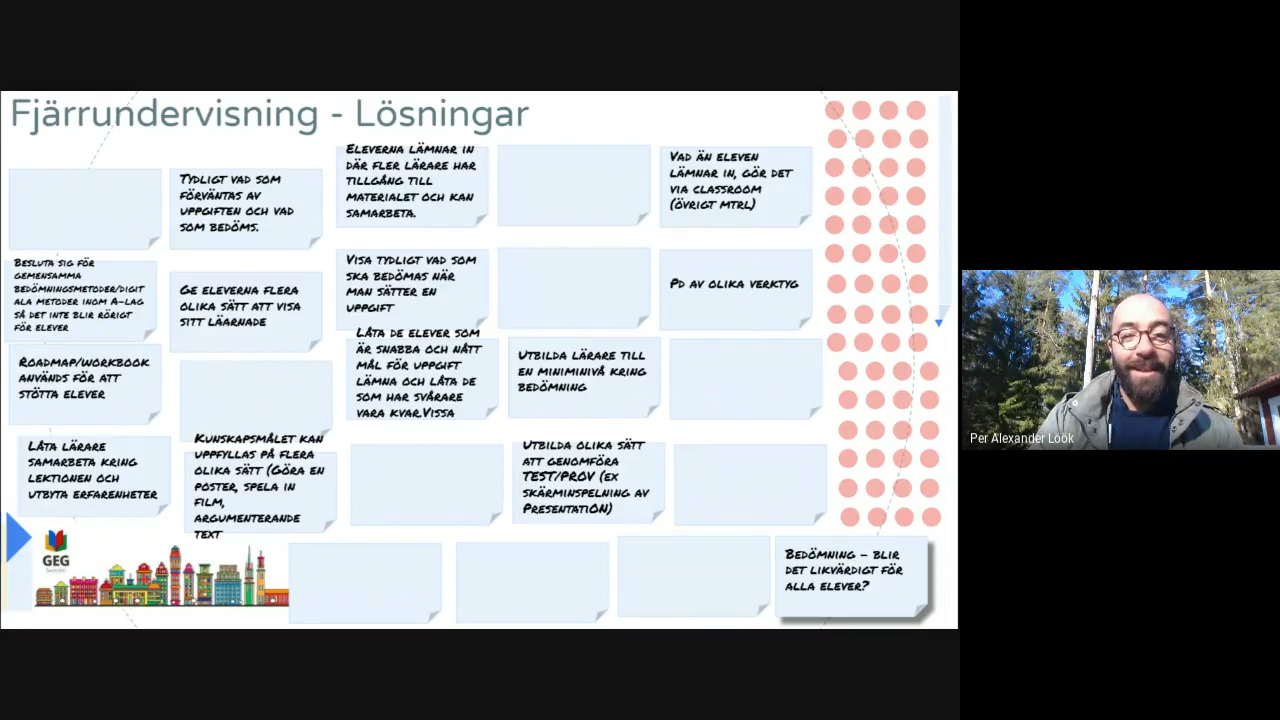 Fjärrundervisning - Lösningar
Tydligt vad som
förväntas av
uppgiften och vad
som bedöms.
Eleverna lämnar in
där fler lärare har
tillgång till
materialet och kan
samarbeta.
Vad än eleven
lämnar in, gör det
via classroom
(övrigt mtrl)
Besluta sig för
gemensamma
bedömningsmetoder/digit
ala metoder inom A-lag
så det inte blir rörigt
för elever
Ge eleverna flera
olika sätt att visa
sitt läarnade
Visa tydligt vad som
ska bedömas när
man sätter en
uppgift
Pd av olika verktyg
Roadmap/workbook
används för att
stötta elever
Låta de elever som
är snabba och nått
mål för uppgift
lämna och låta de
som har svårare
vara kvar.Vissa
Utbilda lärare till
en miniminivå kring
bedömning
Låta lärare
samarbeta kring
lektionen och
utbyta erfarenheter
Kunskapsmålet kan
uppfyllas på flera
olika sätt (Göra en
poster, spela in
film,
argumenterande
text
Utbilda olika sätt
att genomföra
TEST/PROV (ex
skärminspelning av
PresentatiON)
Bedömning - blir
det likvärdigt för
alla elever?
GEG
Sweden
Per Alexander Löök